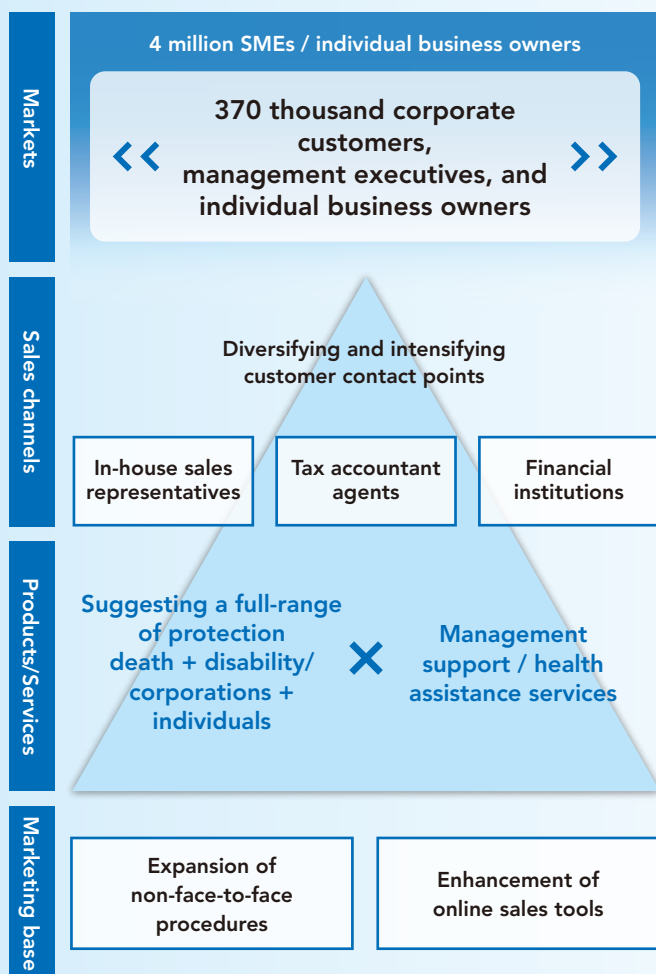 Markets
4 million SMEs / individual business owners
370 thousand corporate
customers,
management executives, and
individual business owners
Sales channels
Diversifying and intensifying
customer contact points
In-house sales
representatives
Tax accountant
agents
Financial
institutions
Products/Services
Suggesting a full-range
of protection
death + disability/
corporations +
individuals
Management
support / health
assistance services
Marketing base
Expansion of
non-face-to-face
procedures
Enhancement of
online sales tools